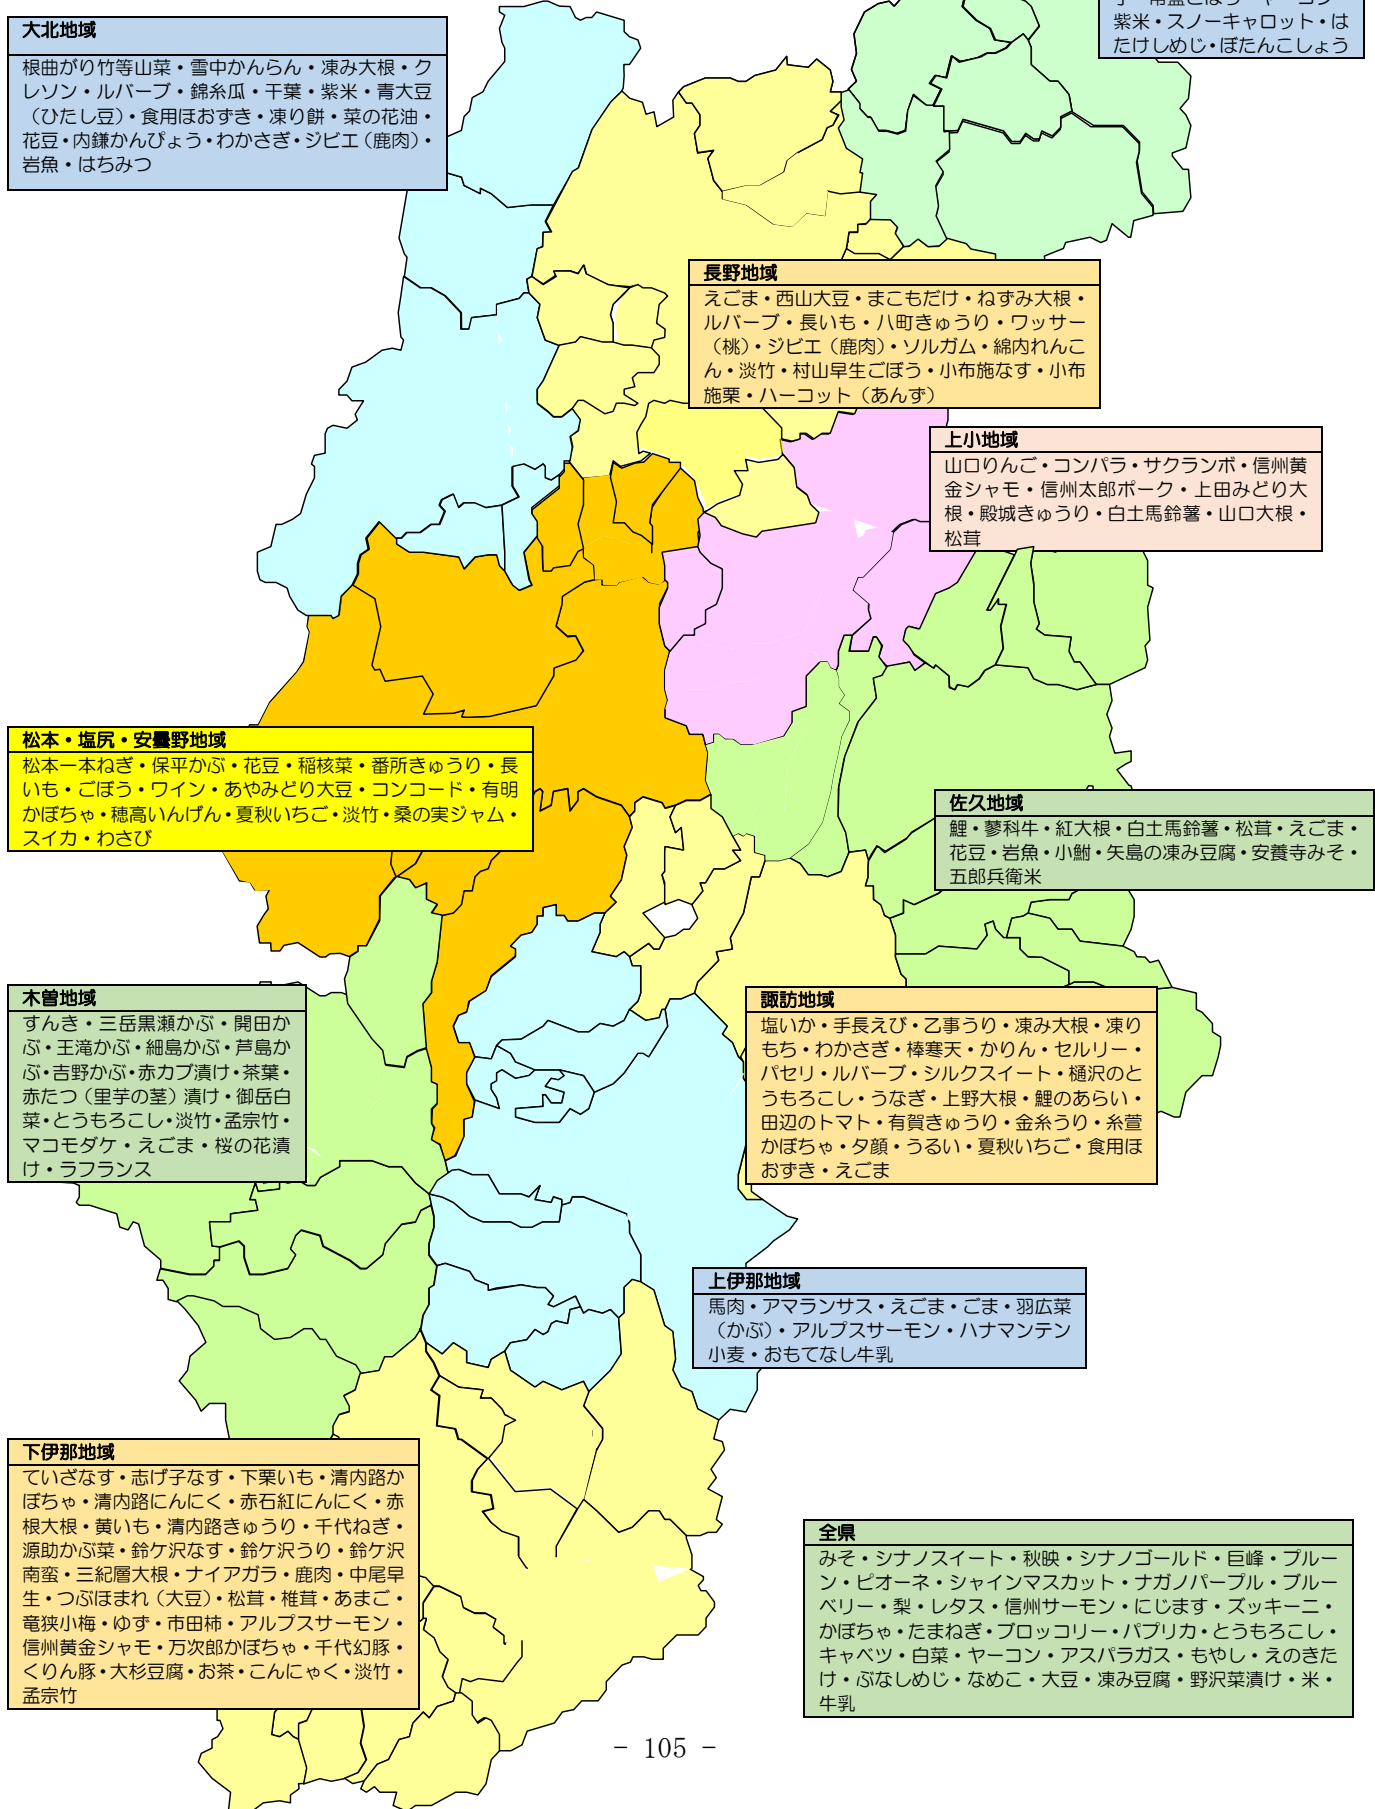 大北地域
根曲がり竹等山菜・雪中かんらん・凍み大根・ク
レソン・ルバーブ・錦糸瓜・干葉・紫米・青大豆
（ひたし豆）・食用ほおずき・凍り餅・菜の花油・
花豆・内鎌かんぴょう・わかさぎ・ジビエ（鹿肉）・
岩魚・はちみつ
紫米・スノーキャロット・は
たけしめじ・ぼたんこしょう
長野地域
えごま・西山大豆・まこもだけ・ねずみ大根・
ルバーブ・長いも・八町きゅうり・ワッサー
（桃）・ジビエ（鹿肉）・ソルガム・綿内れんこ
ん・淡竹・村山早生ごぼう・小布施なす・小布
施栗・ハーコット（あんず）
上小地域
山口りんご・コンパラ・サクランボ・信州黄
金シャモ・信州太郎ポーク・上田みどり大
根・殿城きゅうり・白土馬鈴薯・山口大根・
松茸
松本・塩尻・安曇野地域
松本一本ねぎ・保平かぶ・花豆・稲核菜・番所きゅうり・長
いも・ごぼう・ワイン・あやみどり大豆・コンコード・有明
かぼちゃ・穂高いんげん・夏秋いちご・淡竹・桑の実ジャム・
スイカ・わさび
佐久地域
鯉・蓼科牛・紅大根・白土馬鈴薯・松茸・えごま・
花豆・岩魚・小鮒・矢島の凍み豆腐・安養寺みそ・
五郎兵衛米
木曽地域
すんき・三岳黒瀬かぶ・開田か
ぶ・王滝かぶ・細島かぶ・芦島か
ぶ・吉野かぶ・赤カブ漬け・茶葉・
赤たつ（里芋の茎）漬け・御岳白
菜・とうもろこし・淡竹・孟宗竹・
マコモダケ・えごま・桜の花漬
け・ラフランス
諏訪地域
塩いか・手長えび・乙事うり・凍み大根・凍り
もち・わかさぎ・棒寒天・かりん・セルリー・
パセリ・ルバーブ・シルクスイート・樋沢のと
うもろこし・うなぎ・上野大根・鯉のあらい・
田辺のトマト・有賀きゅうり・金糸うり・糸萱
かぼちゃ・夕顔・うるい・夏秋いちご・食用ほ
おずき・えごま
上伊那地域
馬肉・アマランサス・えごま・ごま・羽広菜
（かぶ）・アルプスサーモン・ハナマンテン
小麦・おもてなし牛乳
下伊那地域
ていざなす・志げ子なす・下栗いも・清内路か
ぼちゃ・清内路にんにく・赤石紅にんにく・赤
根大根・黄いも・清内路きゅうり・千代ねぎ・
源助かぶ菜・鈴ケ沢なす・鈴ケ沢うり・鈴ケ沢
南蛮・三紀層大根・ナイアガラ・鹿肉・中尾早
生・つぶほまれ（大豆）・松茸・椎茸・あまご・
竜狭小梅・ゆず・市田柿・アルプスサーモン・
信州黄金シャモ・万次郎かぼちゃ・千代幻豚・
くりん豚・大杉豆腐・お茶・こんにゃく・淡竹・
孟宗竹
全県
みそ・シナノスイート・秋映・シナノゴールド・巨峰・プルー
ン・ピオーネ・シャインマスカット・ナガノパープル・ブルー
ベリー・梨・レタス・信州サーモン・にじます・ズッキーニ・
かぼちゃ・たまねぎ・ブロッコリー・パプリカ・とうもろこし・
キャベツ・白菜・ヤーコン・アスパラガス・もやし・えのきた
け・ぶなしめじ・なめこ・大豆・凍み豆腐・野沢菜漬け・米・
牛乳
- 105 -